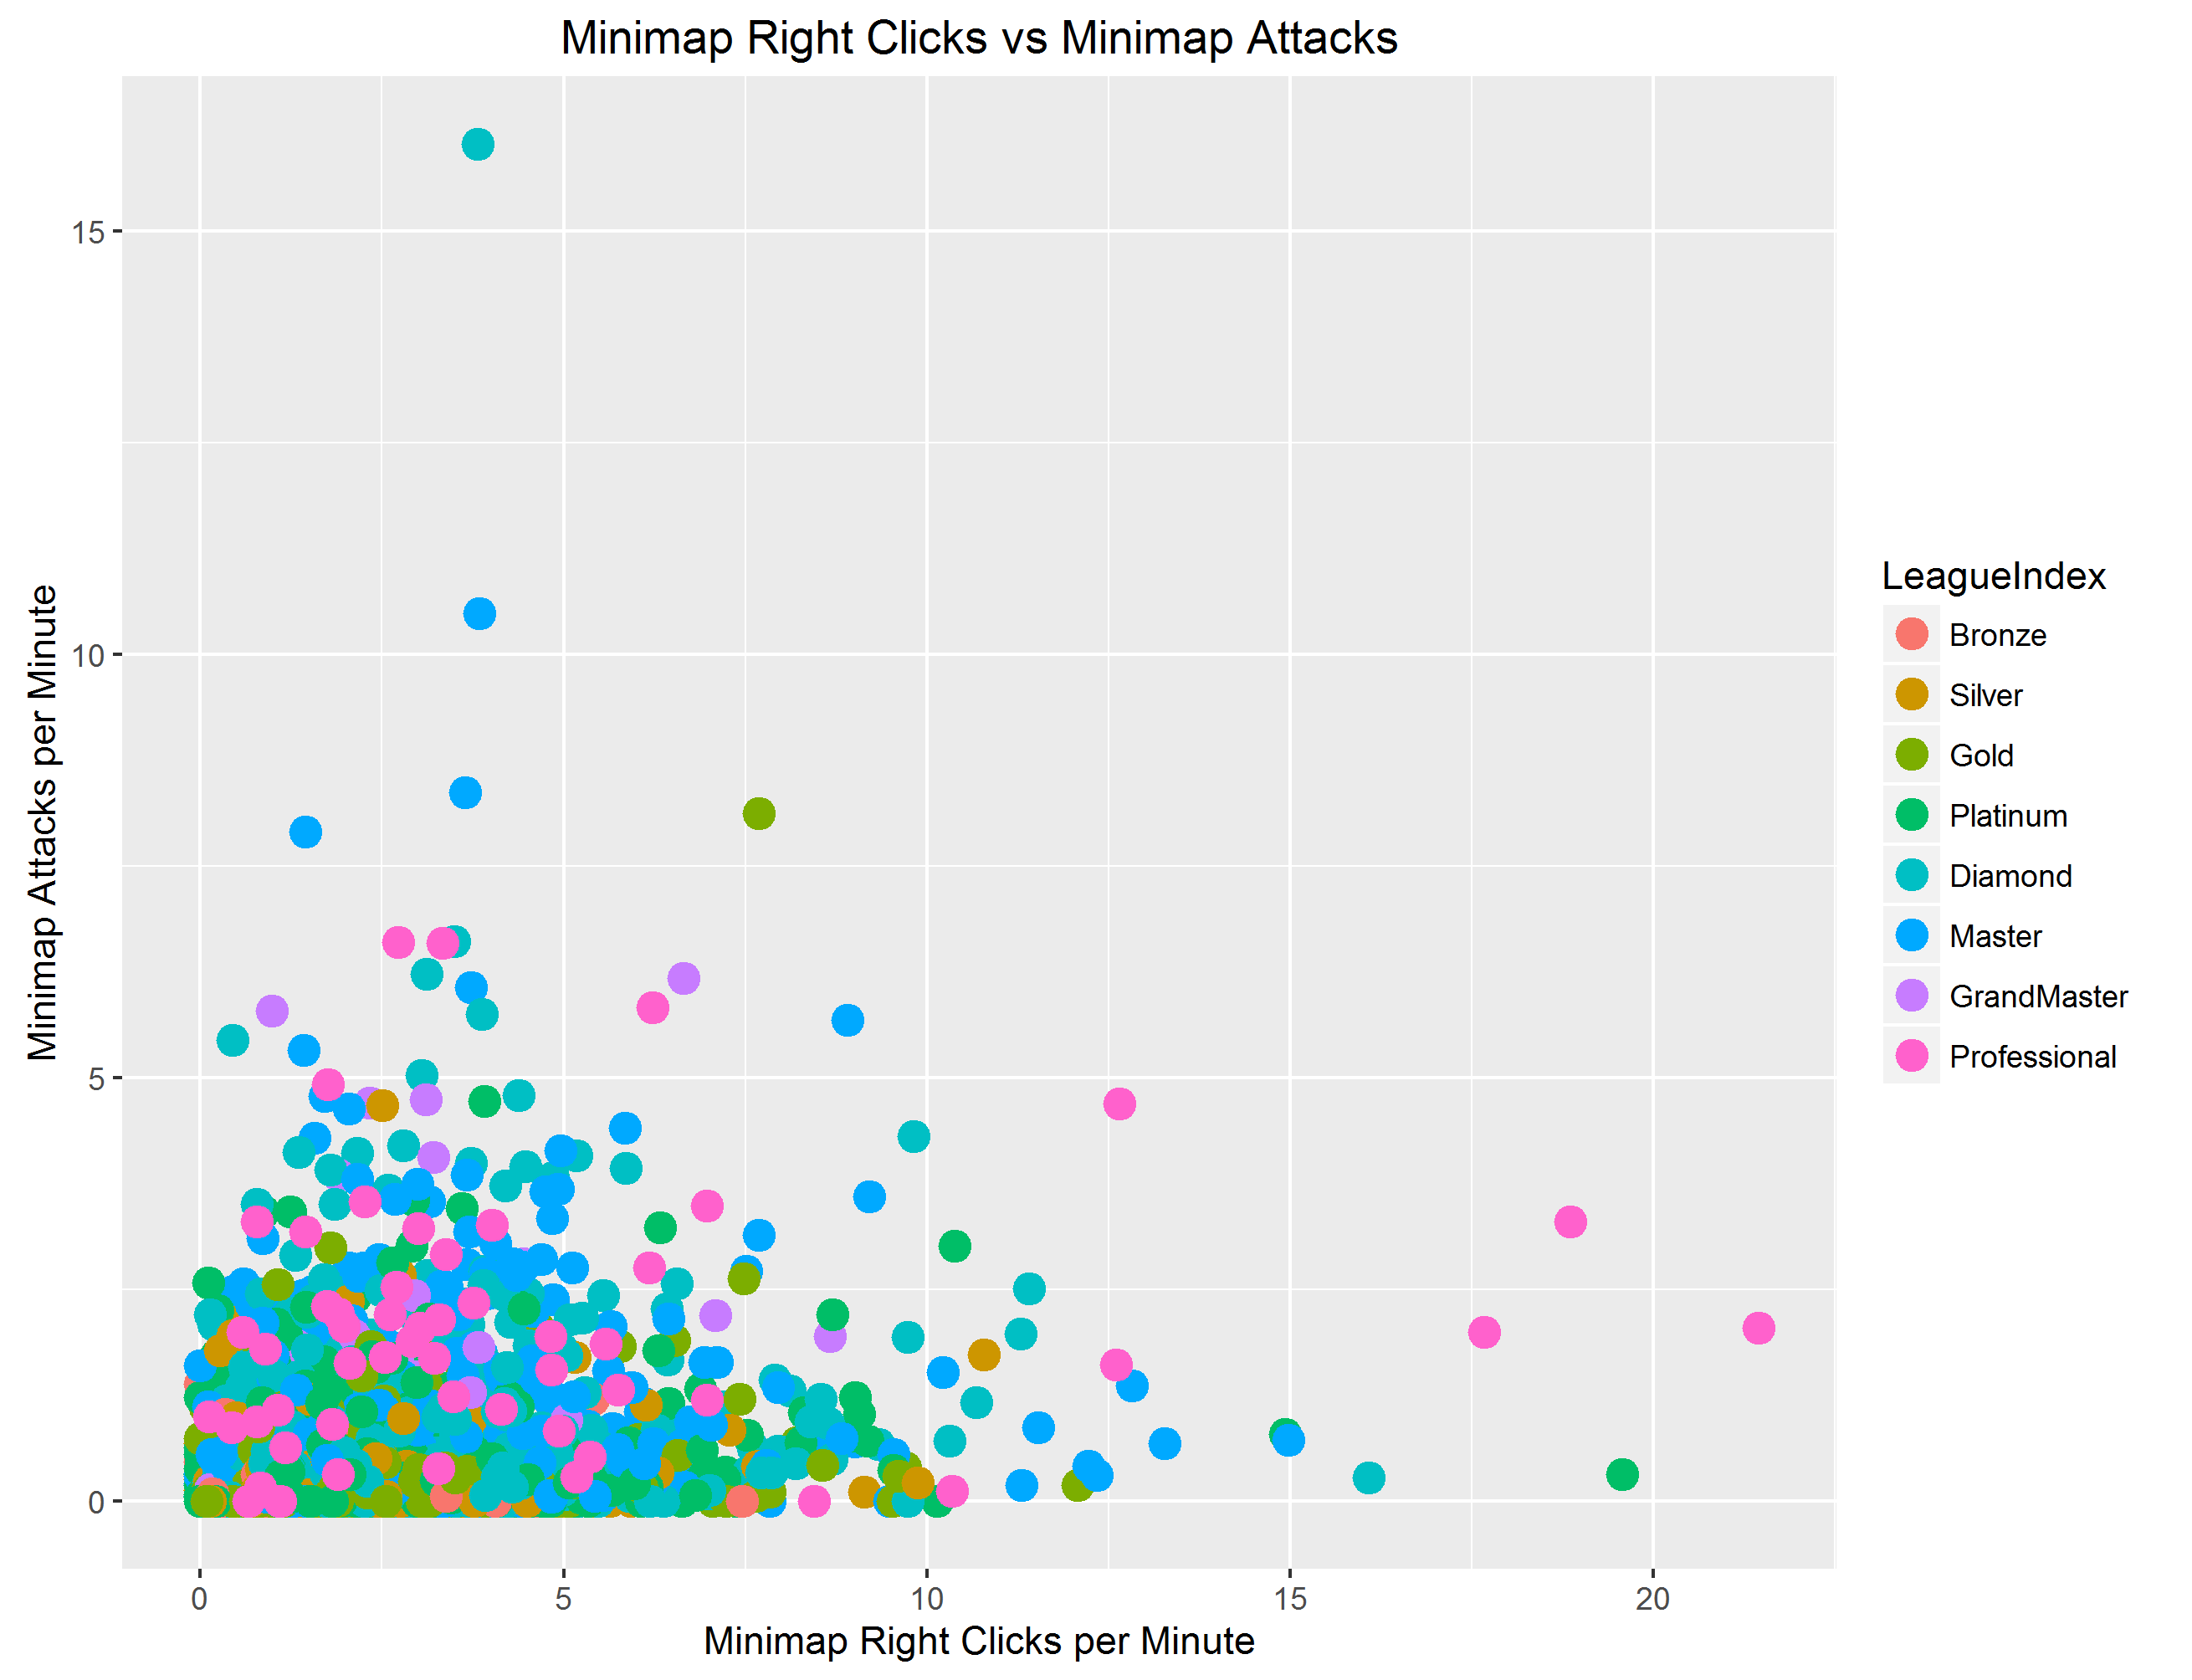 Minimap Right Clicks vs Minimap Attacks
Minimap Attacks per Minute
15
10
5
0
0 5 10 15 20
Minimap Right Clicks per Minute
LeagueIndex
Bronze
Silver
Gold
Platinum
Diamond
Master
GrandMaster
Professional